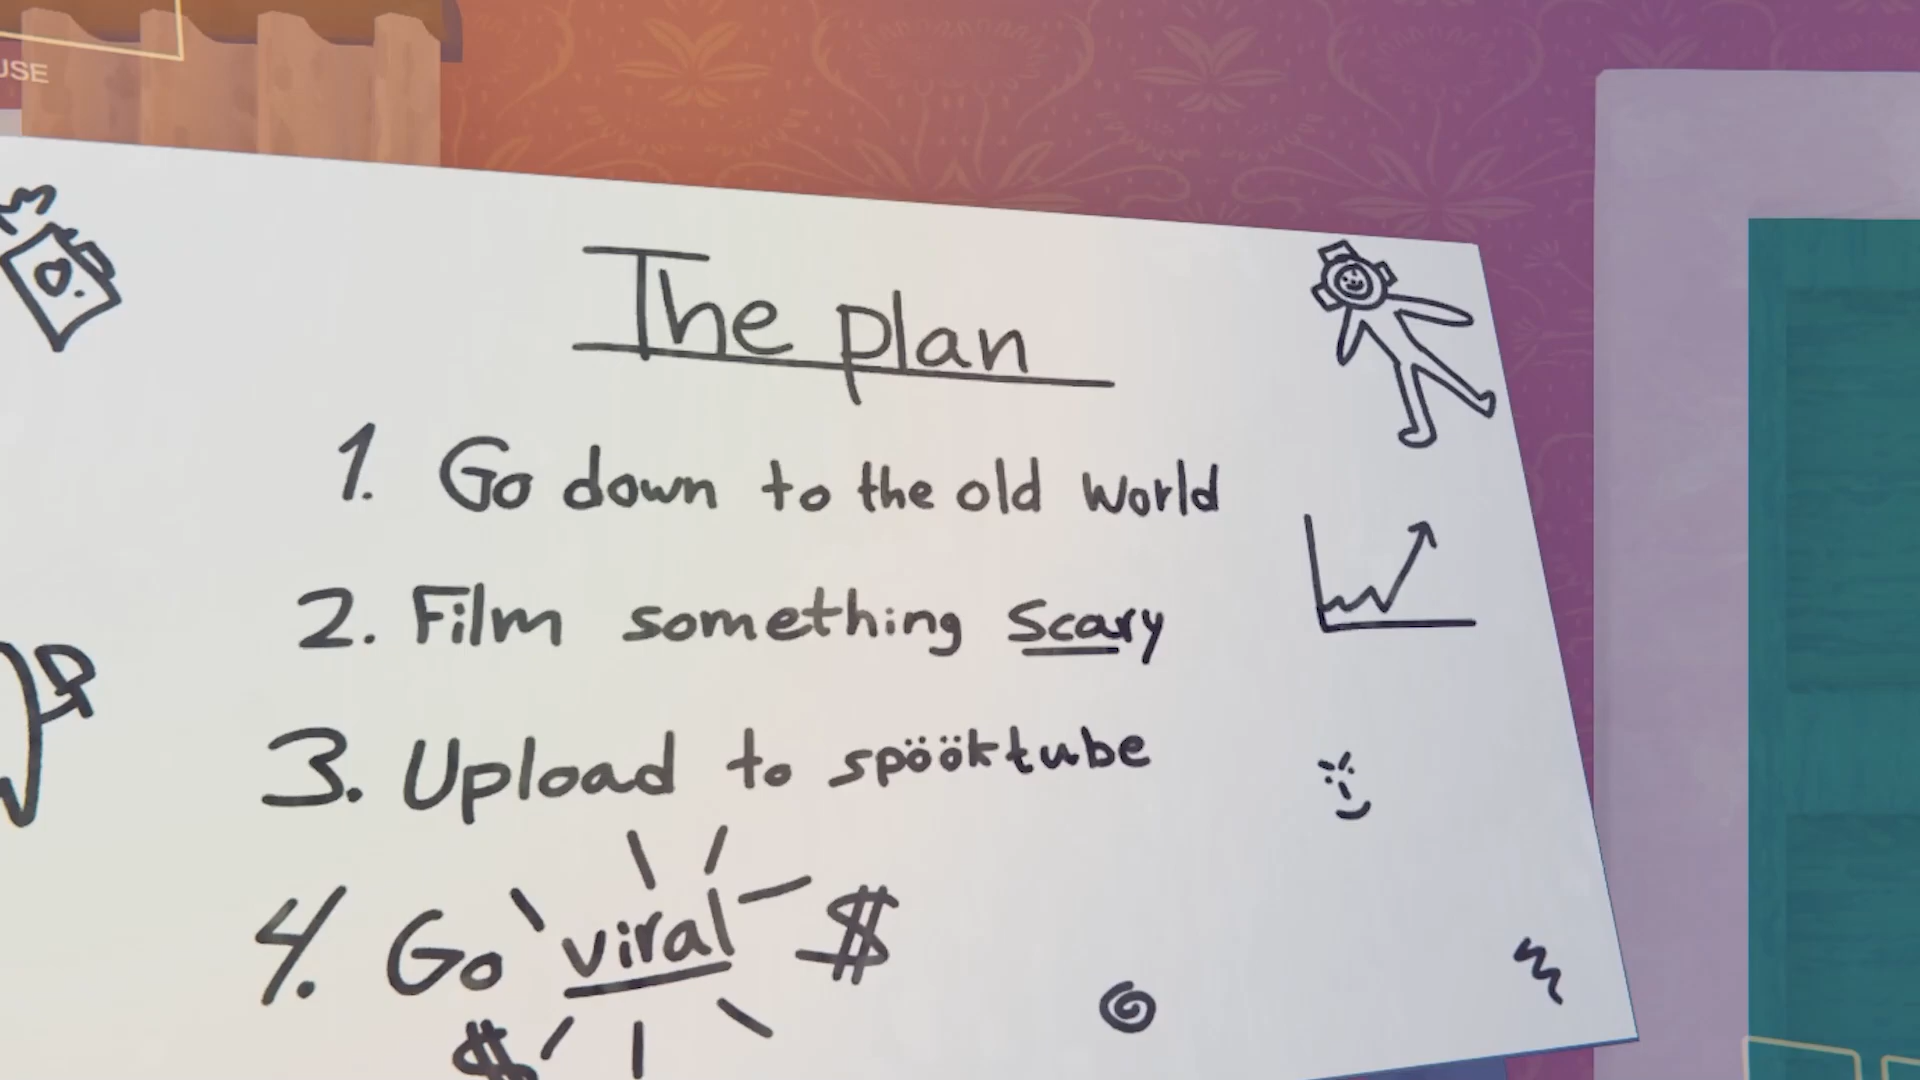 USE
The plan
1. Go down to the old world
2. Film something scary
3. Upload to spööktube
4. Go viral $
$